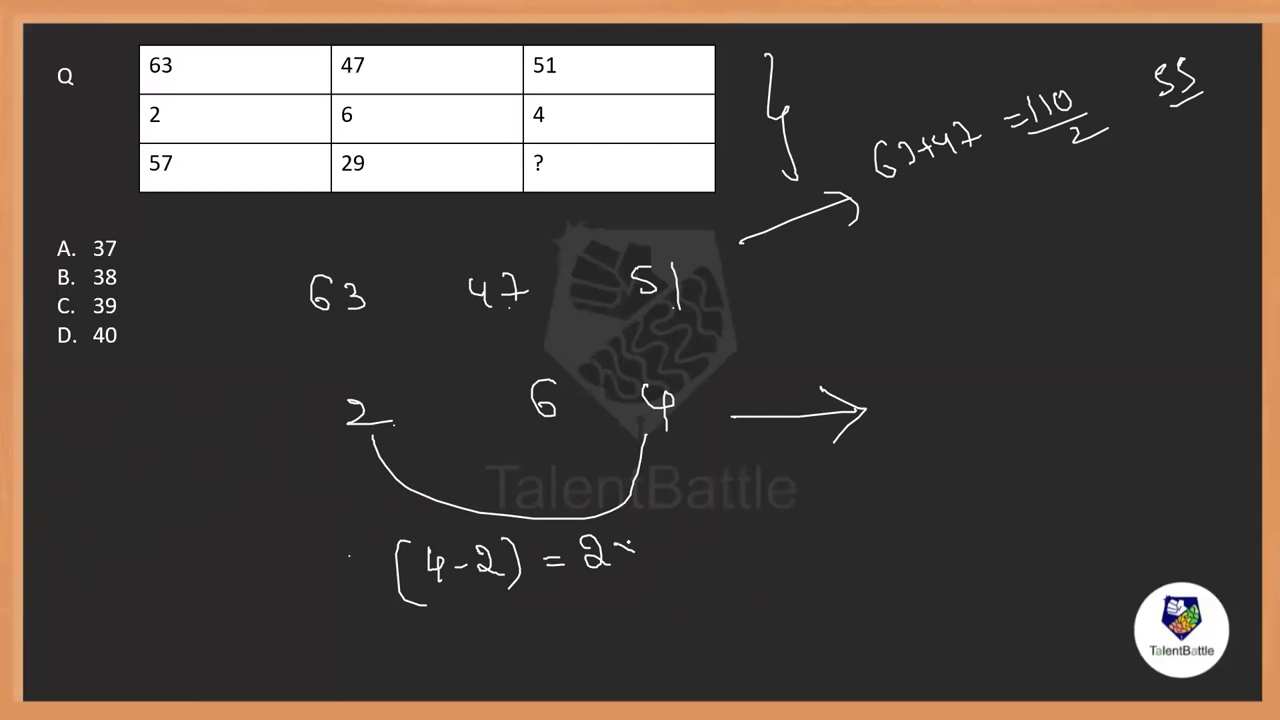 Q
63 47 51
2 6 4
57 29 ?
63+47 =110/2 55
A. 37
B. 38
C. 39
D. 40
63 47 51
2 6 4
TalentBattle
(4-2) = 2
TalentBattle